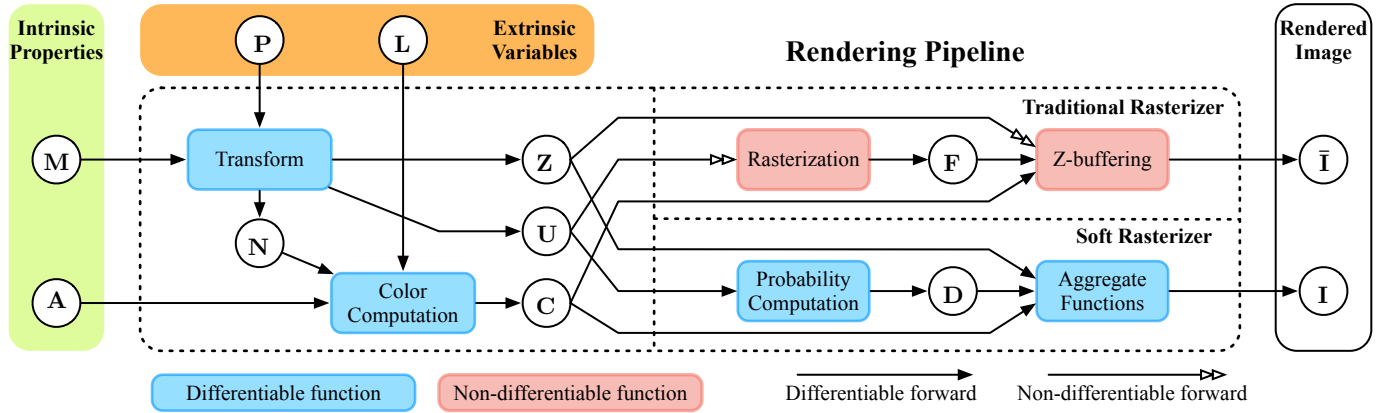 Intrinsic
Properties
P
L
Extrinsic
Variables
Rendering Pipeline
Rendered
Image
Traditional Rasterizer
M
Transform
Z
Rasterization
F
Z-buffering
Ī
N
U
Soft Rasterizer
A
Color
Computation
C
Probability
Computation
D
Aggregate
Functions
I
Differentiable function
Non-differentiable function
Differentiable forward
Non-differentiable forward